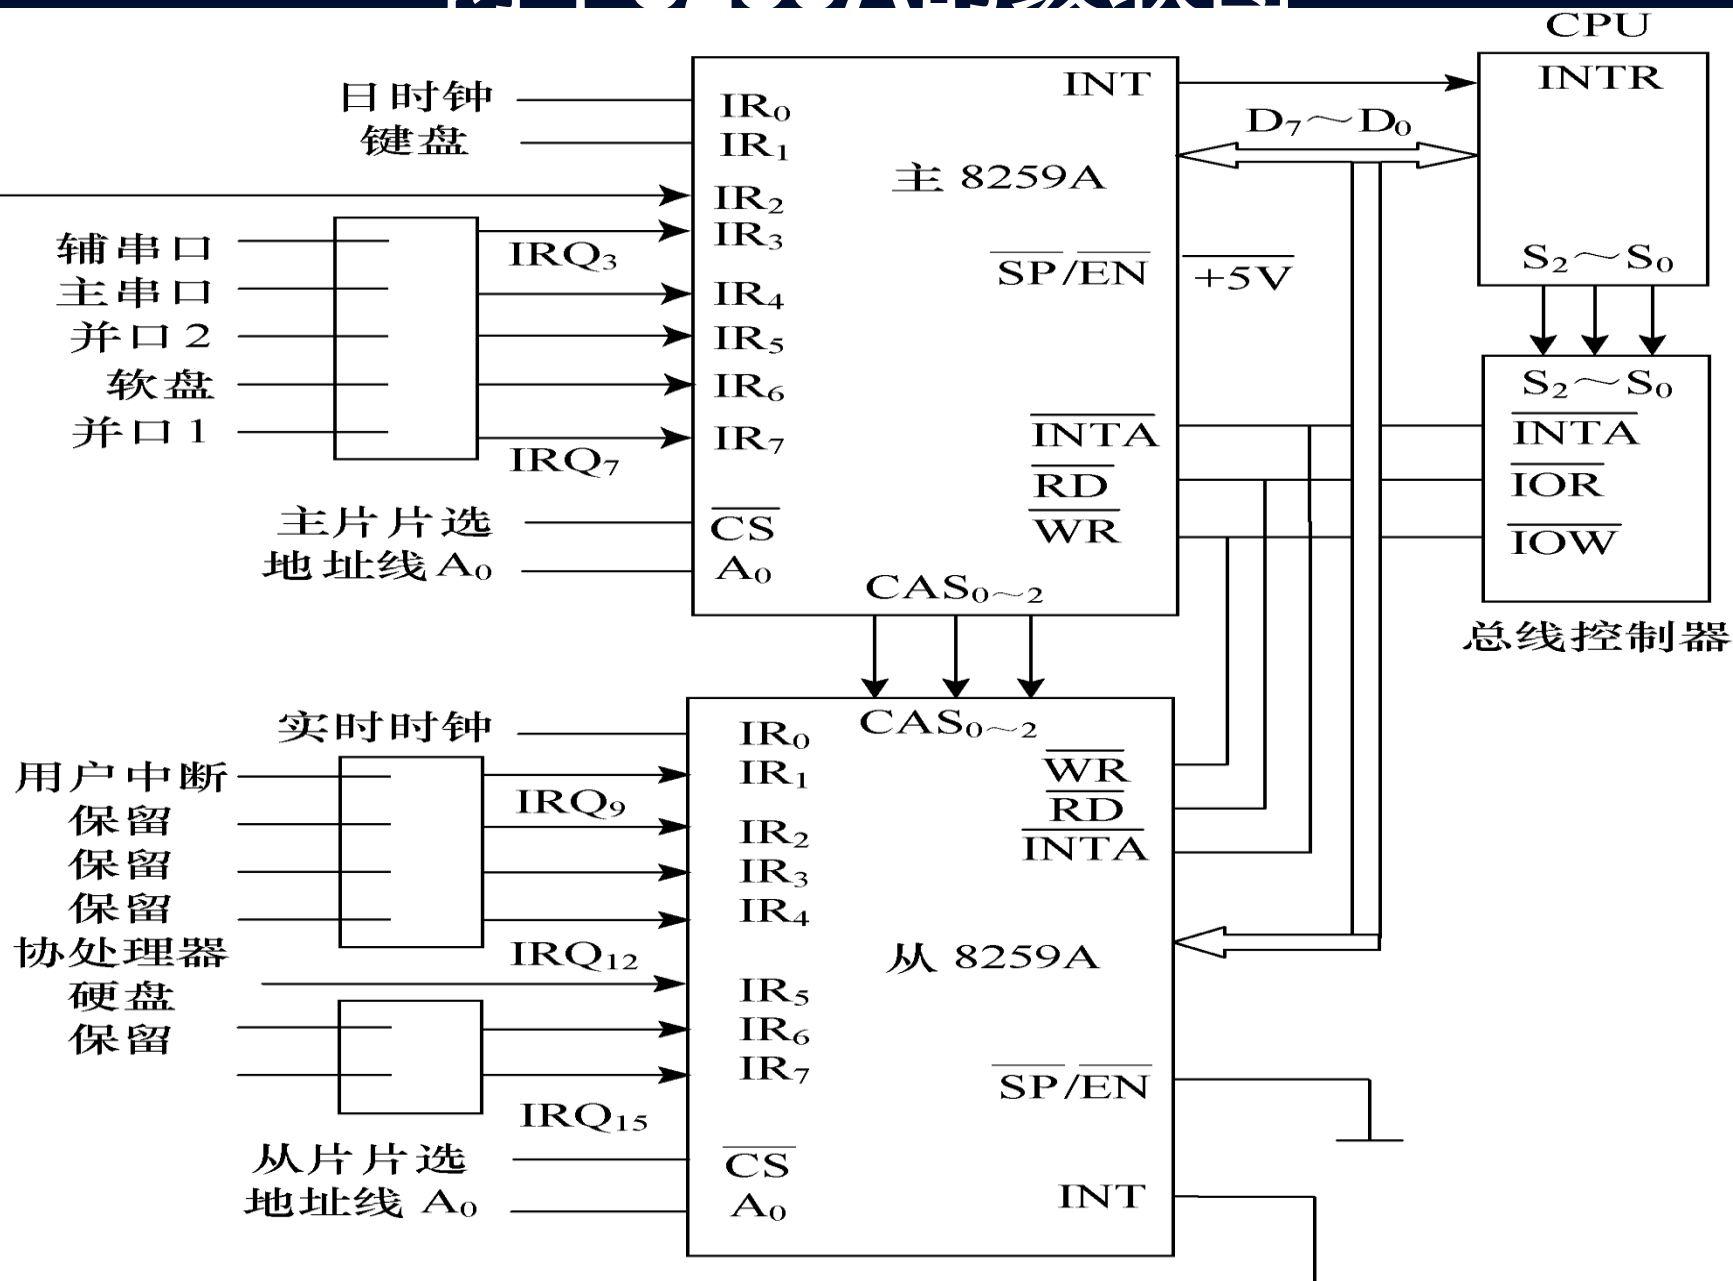 CPU
日时钟
键盘
IR0
IR1
IR2
IR3
IR4
IR5
IR6
IR7
INT
INTR
D7～D0
主 8259A
SP/EN
+5V
S2～S0
辅串口
主串口
并口2
软盘
并口1
IRQ3
IRQ7
S2～S0
INTA
RD
WR
INTA
IOR
IOW
主片片选
地址线 A0
CS
A0
CAS0～2
总线控制器
实时时钟
用户中断
保留
保留
保留
协处理器
硬盘
保留
IRQ9
IRQ12
IRQ15
IR0
IR1
IR2
IR3
IR4
IR5
IR6
IR7
CAS0～2
WR
RD
INTA
从 8259A
SP/EN
INT
从片片选
地址线 A0
CS
A0